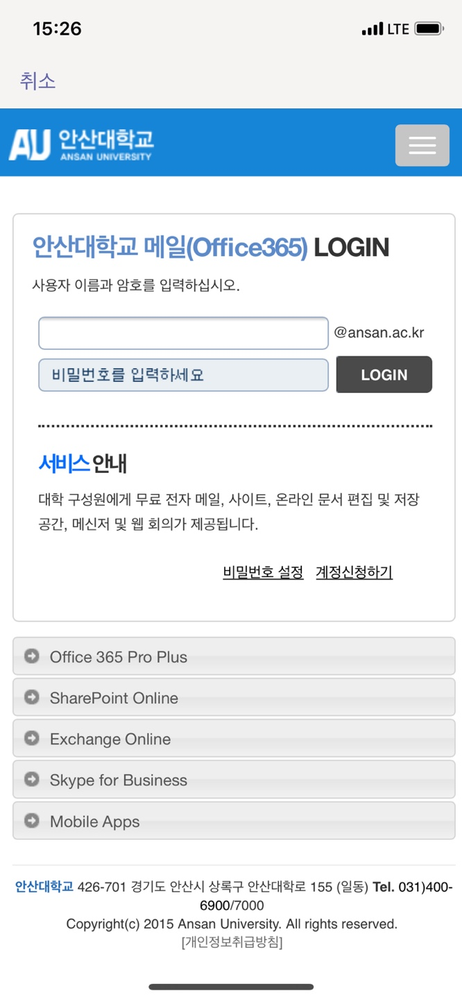 15:26
LTE
취소
AU 안산대학교
ANSAN UNIVERSITY
안산대학교 메일(Office365) LOGIN
사용자 이름과 암호를 입력하십시오.
@ansan.ac.kr
비밀번호를 입력하세요
LOGIN
서비스 안내
대학 구성원에게 무료 전자 메일, 사이트, 온라인 문서 편집 및 저장
공간, 메신저 및 웹 회의가 제공됩니다.
비밀번호 설정 계정신청하기
Office 365 Pro Plus
SharePoint Online
Exchange Online
Skype for Business
Mobile Apps
안산대학교 426-701 경기도 안산시 상록구 안산대학로 155 (일동) Tel. 031)400-
6900/7000
Copyright(c) 2015 Ansan University. All rights reserved.
[개인정보취급방침]